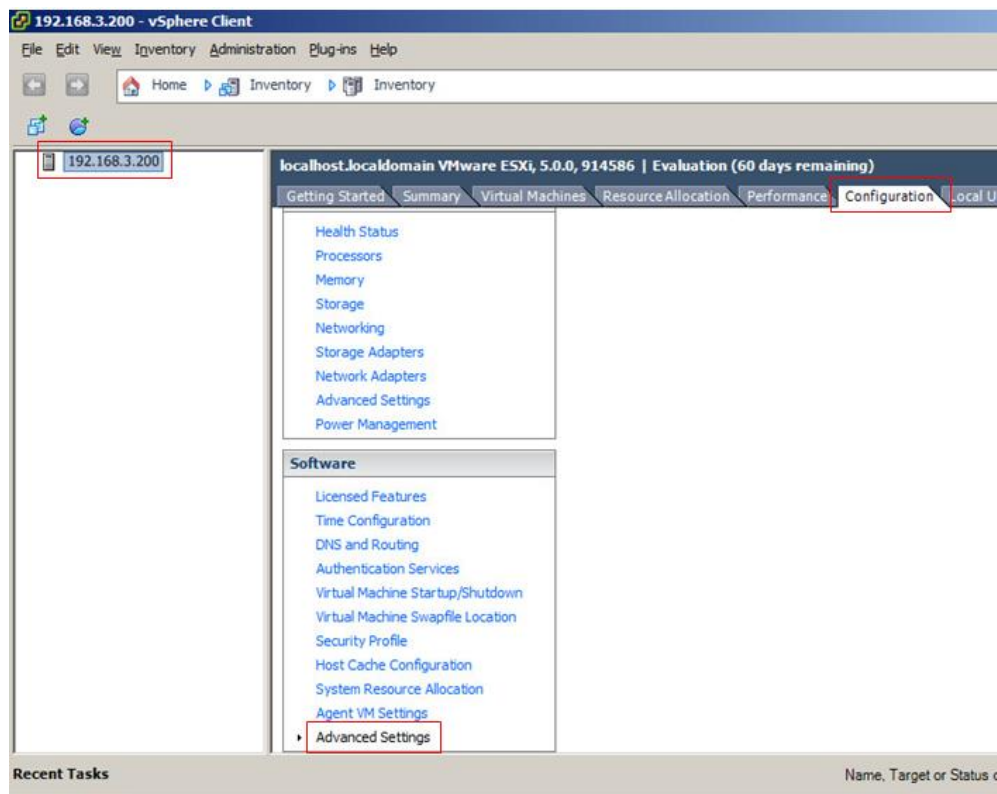 192.168.3.200 - vSphere Client
File Edit View Inventory Administration Plug-ins Help
Home Inventory Inventory
192.168.3.200
localhost.localdomain VMware ESXi, 5.0.0, 914586 | Evaluation (60 days remaining)
Getting Started Summary Virtual Machines Resource Allocation Performance Configuration Local U
Health Status
Processors
Memory
Storage
Networking
Storage Adapters
Network Adapters
Advanced Settings
Power Management
Software
Licensed Features
Time Configuration
DNS and Routing
Authentication Services
Virtual Machine Startup/Shutdown
Virtual Machine Swapfile Location
Security Profile
Host Cache Configuration
System Resource Allocation
Agent VM Settings
Advanced Settings
Recent Tasks
Name, Target or Status c